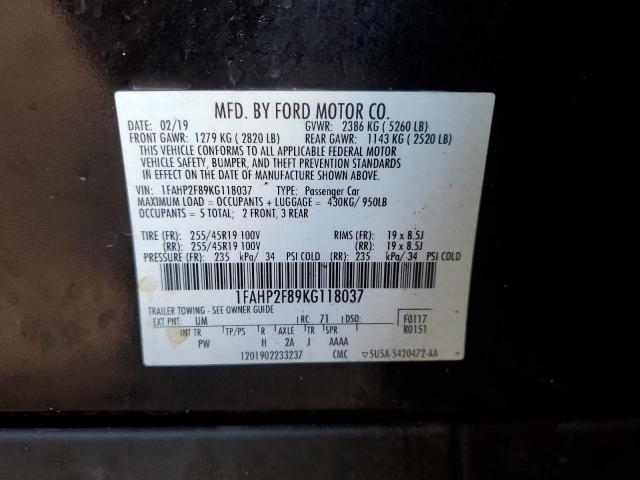 MFD. BY FORD MOTOR CO.
DATE: 02/19 GVWR: 2386 KG ( 5260 LB)
FRONT GAWR: 1279 KG ( 2820 LB) REAR GAWR: 1143 KG ( 2520 LB)
THIS VEHICLE CONFORMS TO ALL APPLICABLE FEDERAL MOTOR
VEHICLE SAFETY, BUMPER, AND THEFT PREVENTION STANDARDS
IN EFFECT ON THE DATE OF MANUFACTURE SHOWN ABOVE.
VIN: 1FAHP2F89KG118037 TYPE: Passenger Car
MAXIMUM LOAD = OCCUPANTS + LUGGAGE = 430KG/ 950LB
OCCUPANTS = 5 TOTAL; 2 FRONT, 3 REAR
TIRE (FR): 255/45R19 100V RIMS (FR): 19 x 8.5J
(RR): 255/45R19 100V (RR): 19 x 8.5J
PRESSURE (FR): 235 kPa/ 34 PSI COLD (RR): 235 kPa/34 PSI COLD
1FAHP2F89KG118037
TRAILER TOWING - SEE OWNER GUIDE
EXT PNT: UM RC: 71 DSO: F0117
INT TR TP/PS R AXLE TR SPR R0151
PW H 2A J AAAA
1201902233237 CMC ▽5U5A-5420472-AA